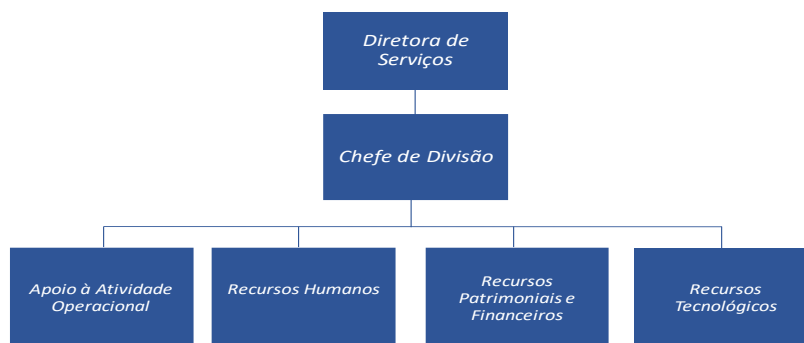 Diretora de
Serviços
Chefe de Divisão
Apoio à Atividade
Operacional
Recursos Humanos
Recursos
Patrimoniais e
Financeiros
Recursos
Tecnológicos